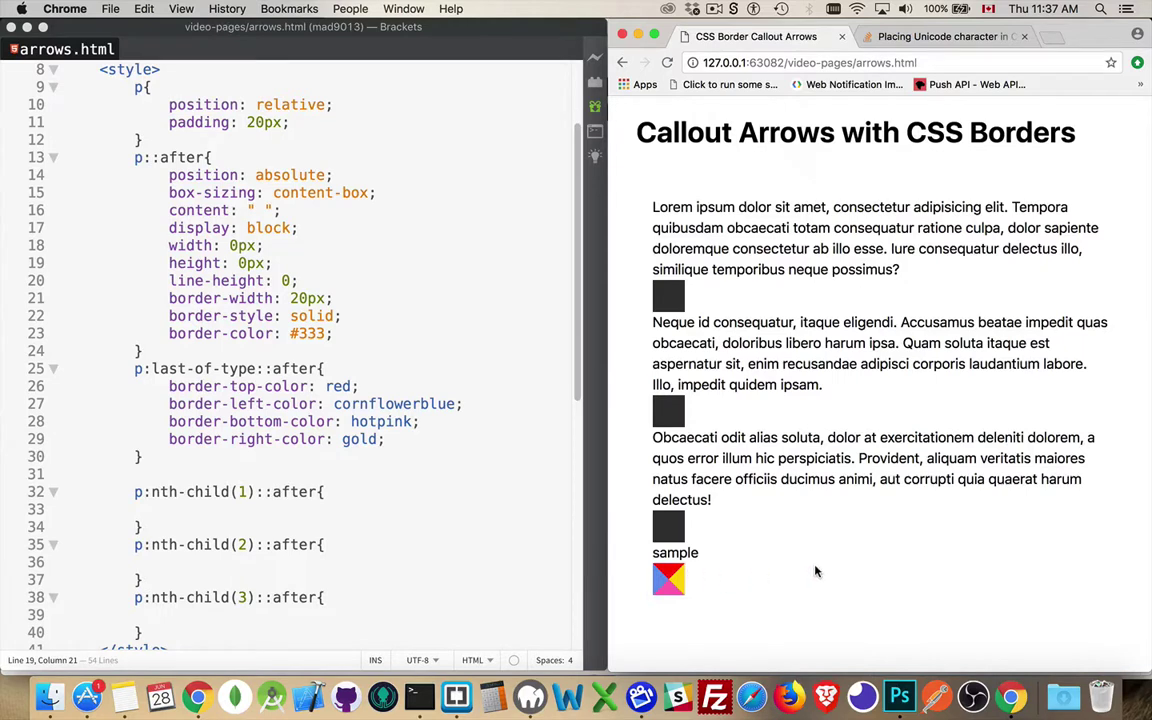 Chrome File Edit View History Bookmarks People Window Help 100% Thu 11:37 AM
video-pages/arrows.html (mad9013) — Brackets
arrows.html
8 <style>
9 p{
10 position: relative;
11 padding: 20px;
12 }
13 p::after{
14 position: absolute;
15 box-sizing: content-box;
16 content: " ";
17 display: block;
18 width: 0px;
19 height: 0px;
20 line-height: 0;
21 border-width: 20px;
22 border-style: solid;
23 border-color: #333;
24 }
25 p:last-of-type::after{
26 border-top-color: red;
27 border-left-color: cornflowerblue;
28 border-bottom-color: hotpink;
29 border-right-color: gold;
30 }
31
32 p:nth-child(1)::after{
33
34 }
35 p:nth-child(2)::after{
36
37 }
38 p:nth-child(3)::after{
39
40 }
41 </style>
Line 19, Column 21 — 54 Lines INS UTF-8 HTML Spaces: 4
CSS Border Callout Arrows Placing Unicode character in C
127.0.0.1:63082/video-pages/arrows.html
Apps Click to run some s... Web Notification Im... Push API - Web API... »
Callout Arrows with CSS Borders
Lorem ipsum dolor sit amet, consectetur adipisicing elit. Tempora
quibusdam obcaecati totam consequatur ratione culpa, dolor sapiente
doloremque consectetur ab illo esse. Iure consequatur delectus illo,
similique temporibus neque possimus?
Neque id consequatur, itaque eligendi. Accusamus beatae impedit quas
obcaecati, doloribus libero harum ipsa. Quam soluta itaque est
aspernatur sit, enim recusandae adipisci corporis laudantium labore.
Illo, impedit quidem ipsam.
Obcaecati odit alias soluta, dolor at exercitationem deleniti dolorem, a
quos error illum hic perspiciatis. Provident, aliquam veritatis maiores
natus facere officiis ducimus animi, aut corrupti quia quaerat harum
delectus!
sample